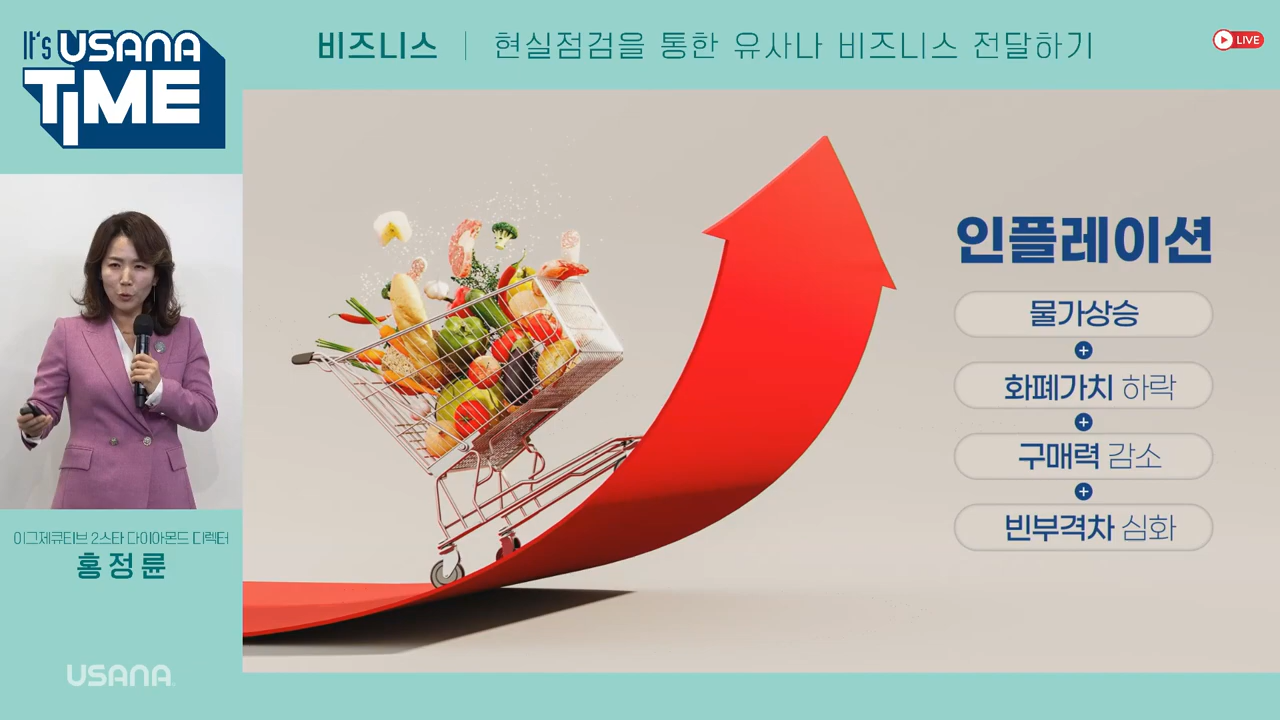 It's USANA
TiME
비즈니스 | 현실점검을 통한 유사나 비즈니스 전달하기
LIVE
인플레이션
물가상승
+
화폐가치 하락
+
구매력 감소
+
빈부격차 심화
이그제큐티브 2스타 다이아몬드 디렉터
홍정륜
USANA